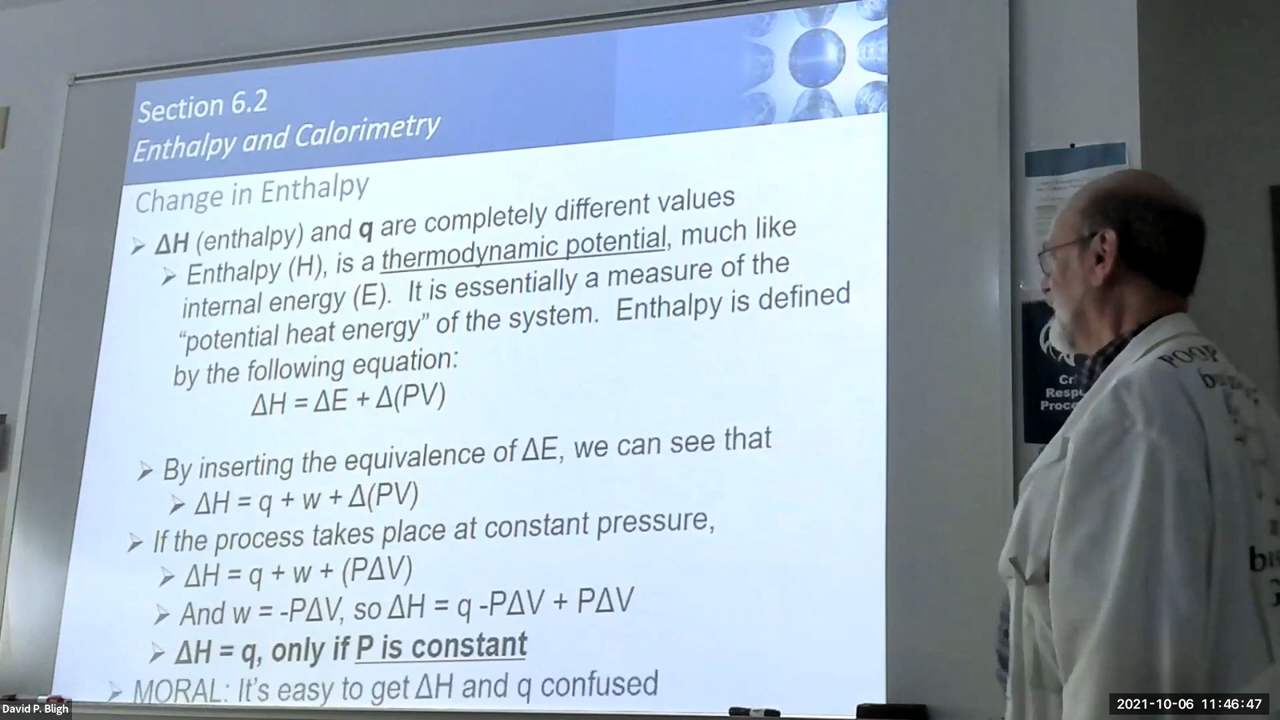 Section 6.2
Enthalpy and Calorimetry
Change in Enthalpy
➢ ΔH (enthalpy) and q are completely different values
➢ Enthalpy (H), is a thermodynamic potential, much like
internal energy (E). It is essentially a measure of the
“potential heat energy” of the system. Enthalpy is defined
by the following equation:
ΔH = ΔE + Δ(PV)
➢ By inserting the equivalence of ΔE, we can see that
➢ ΔH = q + w + Δ(PV)
➢ If the process takes place at constant pressure,
➢ ΔH = q + w + (PΔV)
➢ And w = -PΔV, so ΔH = q -PΔV + PΔV
➢ ΔH = q, only if P is constant
➢ MORAL: It’s easy to get ΔH and q confused
POOP
David P. Bligh
2021-10-06 11:46:47